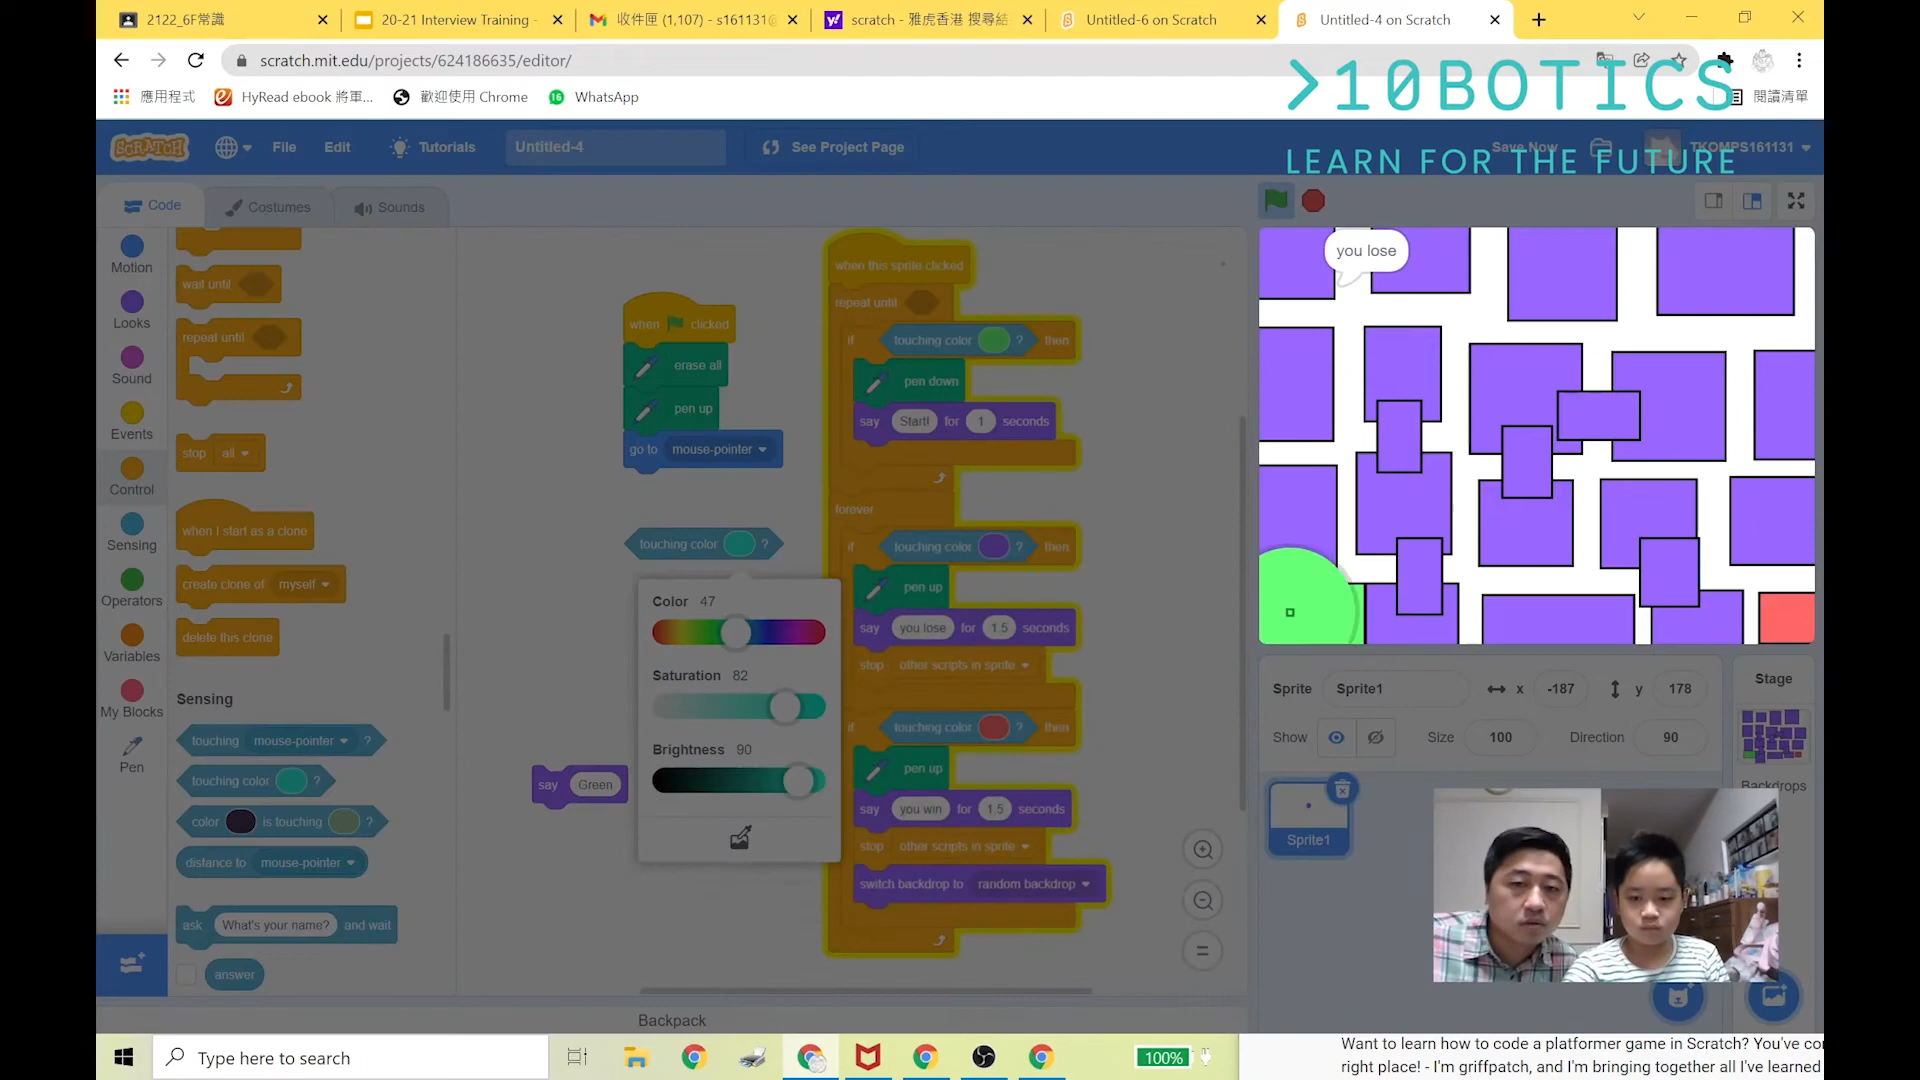 2122_6F常識
20-21 Interview Training -
收件匣 (1,107) - s161131@
scratch - 雅虎香港 搜尋結
Untitled-6 on Scratch
Untitled-4 on Scratch
scratch.mit.edu/projects/624186635/editor/
>10BOTICS
應用程式
HyRead ebook 將軍...
歡迎使用 Chrome
16
WhatsApp
閱讀清單
SCRATCH
File
Edit
Tutorials
Untitled-4
See Project Page
Save Now
TKOMPS161131
LEARN FOR THE FUTURE
Code
Costumes
Sounds
Motion
Looks
Sound
Events
Control
Sensing
Operators
Variables
My Blocks
Pen
wait until
repeat until
stop all
when I start as a clone
create clone of myself
delete this clone
Sensing
touching mouse-pointer ?
touching color ?
color is touching ?
distance to mouse-pointer
ask What's your name? and wait
answer
when clicked
erase all
pen up
go to mouse-pointer
touching color ?
Color 47
Saturation 82
Brightness 90
say Green
when this sprite clicked
repeat until
if touching color ? then
pen down
say Start! for 1 seconds
forever
if touching color ? then
pen up
say you lose for 1.5 seconds
stop other scripts in sprite
if touching color ? then
pen up
say you win for 1.5 seconds
stop other scripts in sprite
switch backdrop to random backdrop
you lose
Sprite
Sprite1
x
-187
y
178
Show
Size
100
Direction
90
Stage
Backdrops
Sprite1
Backpack
Type here to search
100%
Want to learn how to code a platformer game in Scratch? You've co
right place! - I'm griffpatch, and I'm bringing together all I've learned